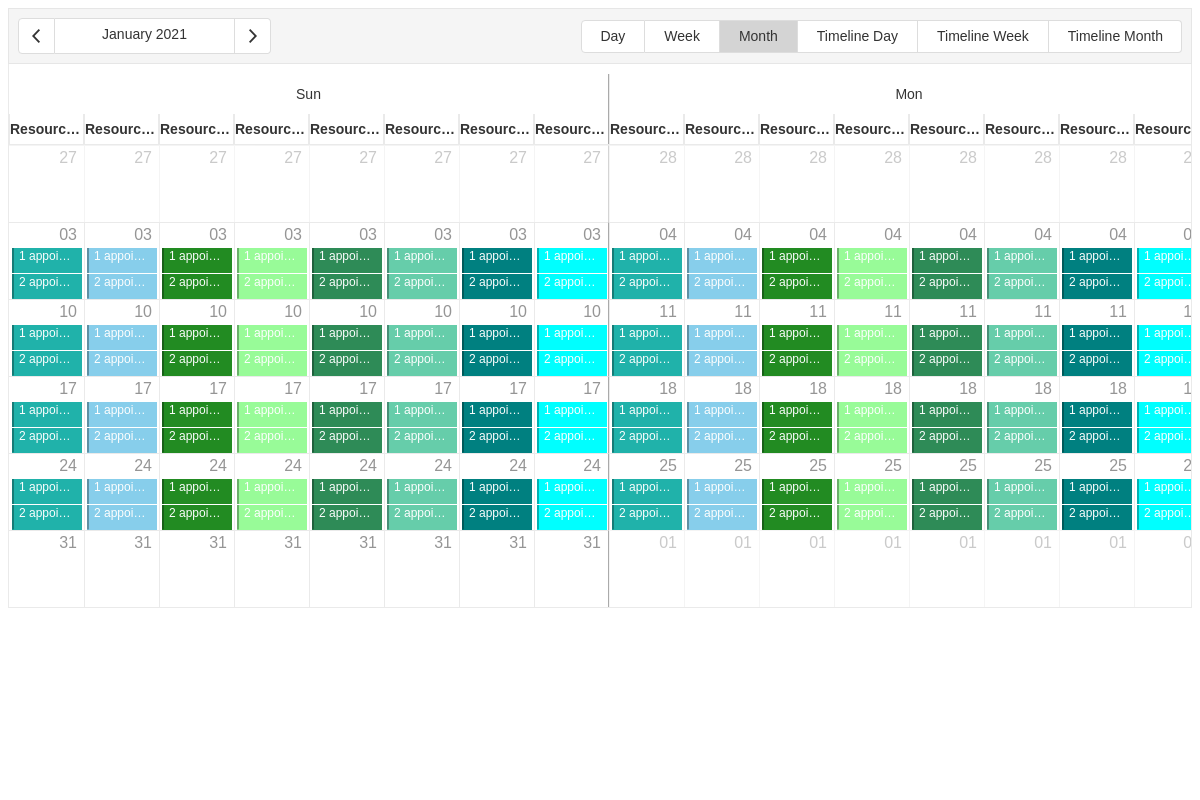 January 2021 Day Week Month Timeline Day Timeline Week Timeline Month
Sun Mon
Resourc… Resourc… Resourc… Resourc… Resourc… Resourc… Resourc… Resourc… Resourc… Resourc… Resourc… Resourc… Resourc… Resourc… Resourc… Resourc
27 27 27 27 27 27 27 27 28 28 28 28 28 28 28 2
03 03 03 03 03 03 03 03 04 04 04 04 04 04 04 0
1 appoi… 1 appoi… 1 appoi… 1 appoi… 1 appoi… 1 appoi… 1 appoi… 1 appoi… 1 appoi… 1 appoi… 1 appoi… 1 appoi… 1 appoi… 1 appoi… 1 appoi… 1 appoi
2 appoi… 2 appoi… 2 appoi… 2 appoi… 2 appoi… 2 appoi… 2 appoi… 2 appoi… 2 appoi… 2 appoi… 2 appoi… 2 appoi… 2 appoi… 2 appoi… 2 appoi… 2 appoi
10 10 10 10 10 10 10 10 11 11 11 11 11 11 11 1
1 appoi… 1 appoi… 1 appoi… 1 appoi… 1 appoi… 1 appoi… 1 appoi… 1 appoi… 1 appoi… 1 appoi… 1 appoi… 1 appoi… 1 appoi… 1 appoi… 1 appoi… 1 appoi
2 appoi… 2 appoi… 2 appoi… 2 appoi… 2 appoi… 2 appoi… 2 appoi… 2 appoi… 2 appoi… 2 appoi… 2 appoi… 2 appoi… 2 appoi… 2 appoi… 2 appoi… 2 appoi
17 17 17 17 17 17 17 17 18 18 18 18 18 18 18 1
1 appoi… 1 appoi… 1 appoi… 1 appoi… 1 appoi… 1 appoi… 1 appoi… 1 appoi… 1 appoi… 1 appoi… 1 appoi… 1 appoi… 1 appoi… 1 appoi… 1 appoi… 1 appoi
2 appoi… 2 appoi… 2 appoi… 2 appoi… 2 appoi… 2 appoi… 2 appoi… 2 appoi… 2 appoi… 2 appoi… 2 appoi… 2 appoi… 2 appoi… 2 appoi… 2 appoi… 2 appoi
24 24 24 24 24 24 24 24 25 25 25 25 25 25 25 2
1 appoi… 1 appoi… 1 appoi… 1 appoi… 1 appoi… 1 appoi… 1 appoi… 1 appoi… 1 appoi… 1 appoi… 1 appoi… 1 appoi… 1 appoi… 1 appoi… 1 appoi… 1 appoi
2 appoi… 2 appoi… 2 appoi… 2 appoi… 2 appoi… 2 appoi… 2 appoi… 2 appoi… 2 appoi… 2 appoi… 2 appoi… 2 appoi… 2 appoi… 2 appoi… 2 appoi… 2 appoi
31 31 31 31 31 31 31 31 01 01 01 01 01 01 01 0